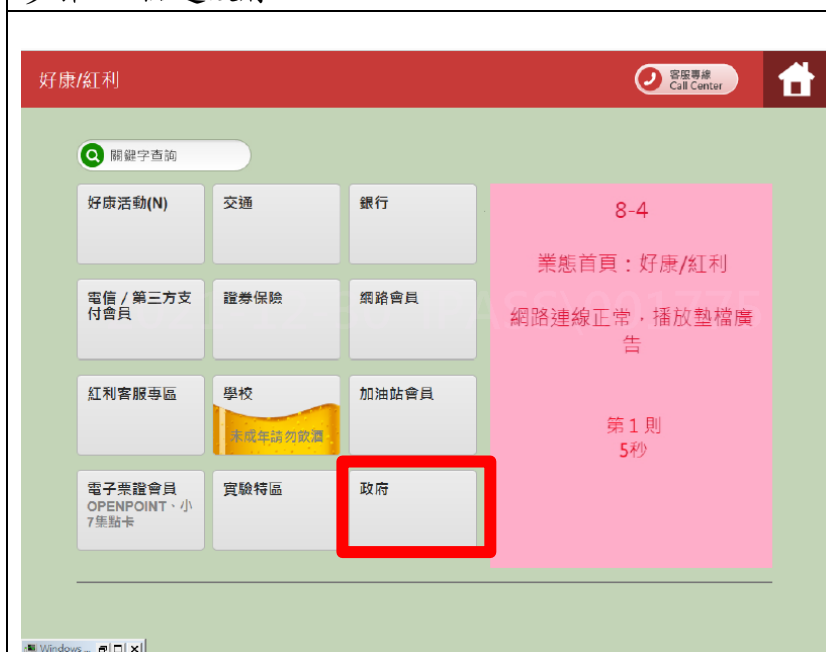 好康/紅利
客服專線
Call Center
關鍵字查詢
好康活動(N)
交通
銀行
電信 / 第三方支
付會員
證券保險
網路會員
紅利客服專區
學校
未成年請勿飲酒
加油站會員
電子票證會員
OPENPOINT、小
7集點卡
實驗特區
政府
8-4
業態首頁：好康/紅利
網路連線正常，播放墊檔廣
告
第 1 則
5秒
Windows ...